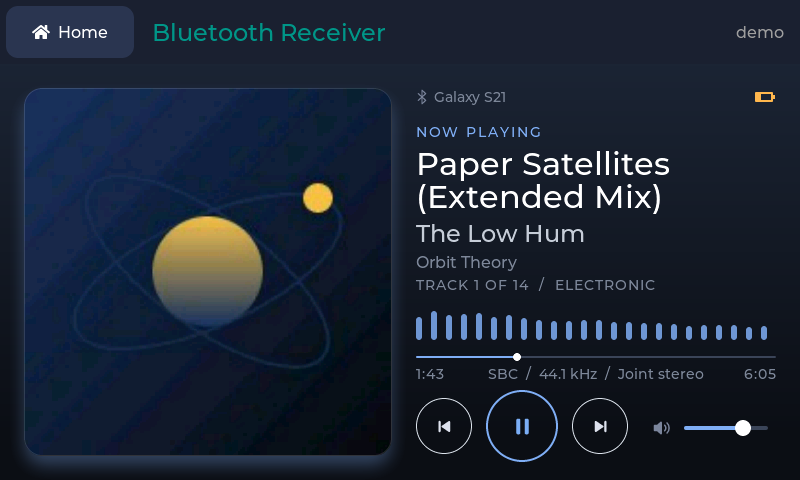 Home
Bluetooth Receiver
demo
Galaxy S21
NOW PLAYING
Paper Satellites
(Extended Mix)
The Low Hum
Orbit Theory
TRACK 1 OF 14 / ELECTRONIC
1:43
SBC / 44.1 kHz / Joint stereo
6:05